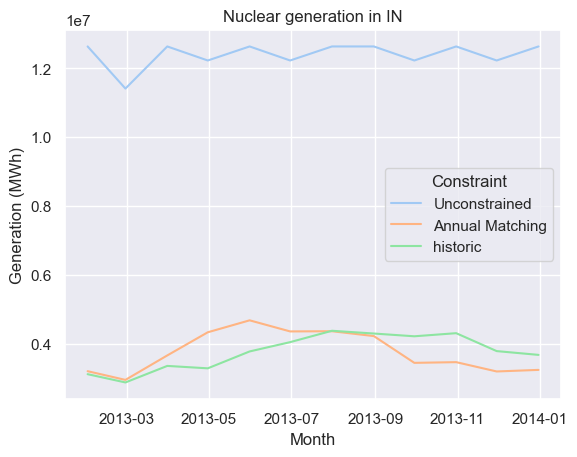 Nuclear generation in IN
1e7
1.2
1.0
0.8
0.6
0.4
Generation (MWh)
Constraint
Unconstrained
Annual Matching
historic
2013-03 2013-05 2013-07 2013-09 2013-11 2014-01
Month